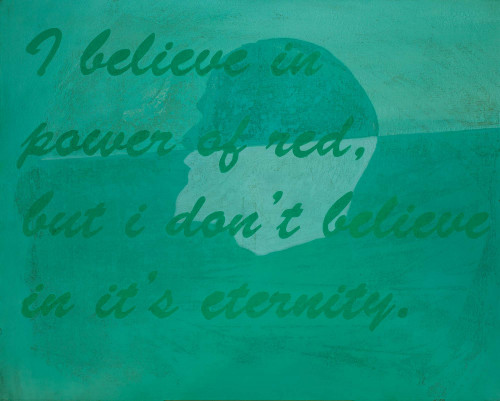 I believe in
power of red,
but i don't believe
in it's eternity.